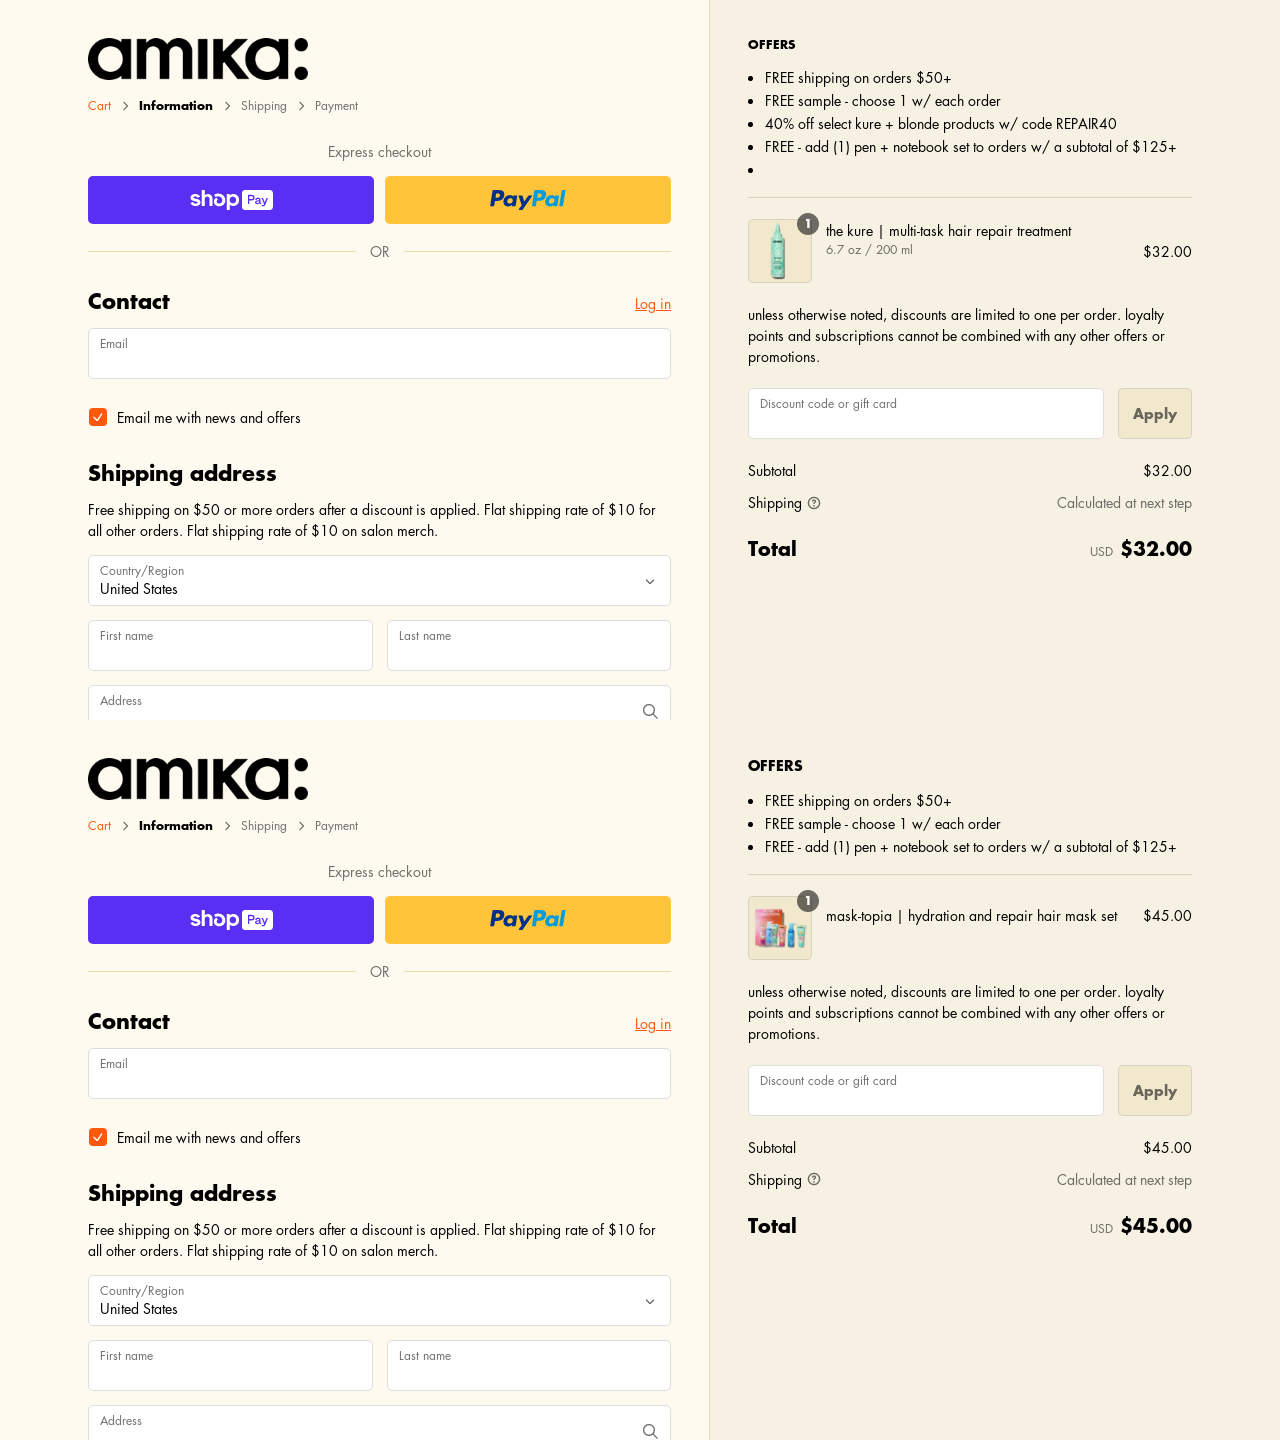 amika:
Cart > Information > Shipping > Payment
Express checkout
shop Pay
PayPal
OR
Contact
Log in
Email
Email me with news and offers
Shipping address
Free shipping on $50 or more orders after a discount is applied. Flat shipping rate of $10 for
all other orders. Flat shipping rate of $10 on salon merch.
Country/Region
United States
First name
Last name
Address
OFFERS
• FREE shipping on orders $50+
• FREE sample - choose 1 w/ each order
• 40% off select kure + blonde products w/ code REPAIR40
• FREE - add (1) pen + notebook set to orders w/ a subtotal of $125+
•
1
the kure | multi-task hair repair treatment
6.7 oz / 200 ml
$32.00
unless otherwise noted, discounts are limited to one per order. loyalty
points and subscriptions cannot be combined with any other offers or
promotions.
Discount code or gift card
Apply
Subtotal $32.00
Shipping Calculated at next step
Total USD $32.00
amika:
Cart > Information > Shipping > Payment
Express checkout
shop Pay
PayPal
OR
Contact
Log in
Email
Email me with news and offers
Shipping address
Free shipping on $50 or more orders after a discount is applied. Flat shipping rate of $10 for
all other orders. Flat shipping rate of $10 on salon merch.
Country/Region
United States
First name
Last name
Address
OFFERS
• FREE shipping on orders $50+
• FREE sample - choose 1 w/ each order
• FREE - add (1) pen + notebook set to orders w/ a subtotal of $125+
1
mask-topia | hydration and repair hair mask set
$45.00
unless otherwise noted, discounts are limited to one per order. loyalty
points and subscriptions cannot be combined with any other offers or
promotions.
Discount code or gift card
Apply
Subtotal $45.00
Shipping Calculated at next step
Total USD $45.00